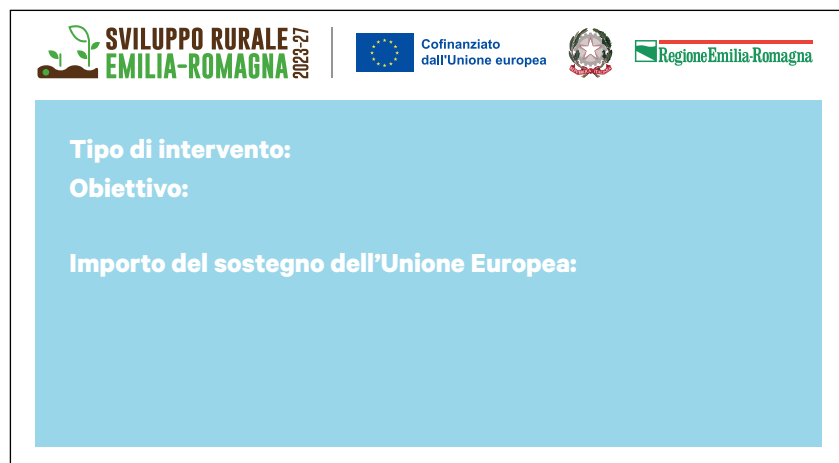 SVILUPPO RURALE
EMILIA-ROMAGNA
2023-27
Cofinanziato
dall'Unione europea
RegioneEmilia-Romagna
Tipo di intervento:
Obiettivo:
Importo del sostegno dell’Unione Europea: